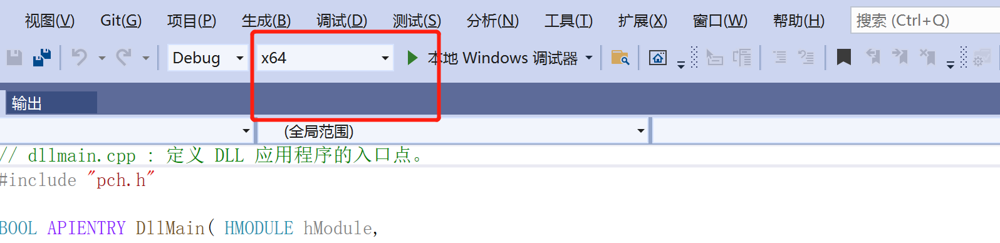 视图(V) Git(G) 项目(P) 生成(B) 调试(D) 测试(S) 分析(N) 工具(T) 扩展(X) 窗口(W) 帮助(H) 搜索 (Ctrl+Q)
Debug x64 本地 Windows 调试器
输出
(全局范围)
// dllmain.cpp : 定义 DLL 应用程序的入口点。
#include "pch.h"
BOOL APIENTRY DllMain( HMODULE hModule,